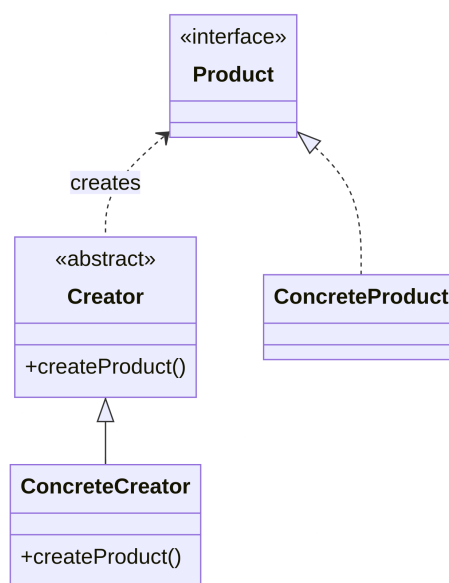 «interface»
Product
creates
«abstract»
Creator
+createProduct()
ConcreteProduct
ConcreteCreator
+createProduct()